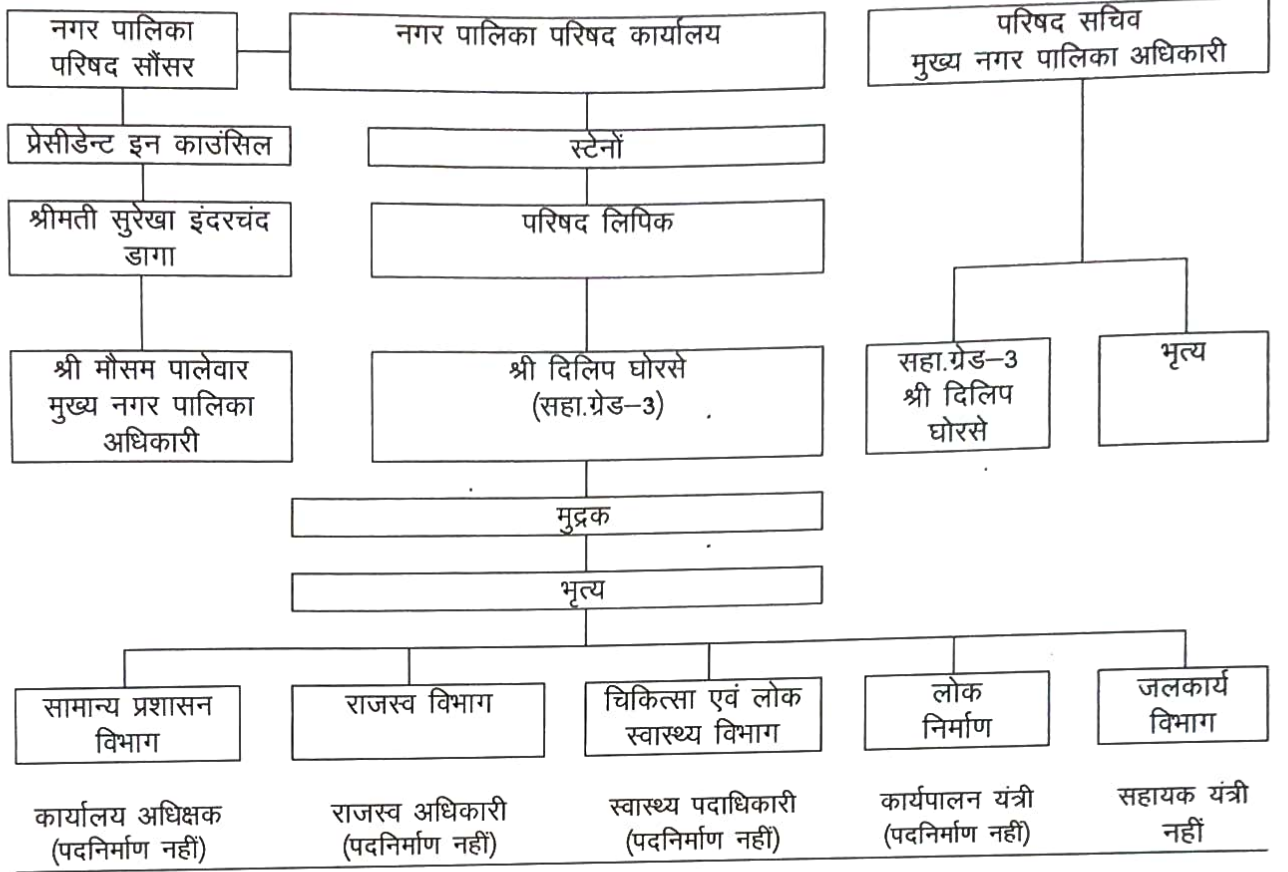 नगर पालिका
परिषद सौंसर
नगर पालिका परिषद कार्यालय
परिषद सचिव
मुख्य नगर पालिका अधिकारी
प्रेसीडेन्ट इन काउंसिल
स्टेनों
श्रीमती सुरेखा इंदरचंद
डागा
परिषद लिपिक
श्री मौसम पालेवार
मुख्य नगर पालिका
अधिकारी
श्री दिलिप घोरसे
(सहा.ग्रेड–3)
सहा.ग्रेड–3
श्री दिलिप
घोरसे
भृत्य
मुद्रक
भृत्य
सामान्य प्रशासन
विभाग
राजस्व विभाग
चिकित्सा एवं लोक
स्वास्थ्य विभाग
लोक
निर्माण
जलकार्य
विभाग
कार्यालय अधिक्षक
(पदनिर्माण नहीं)
राजस्व अधिकारी
(पदनिर्माण नहीं)
स्वास्थ्य पदाधिकारी
(पदनिर्माण नहीं)
कार्यपालन यंत्री
(पदनिर्माण नहीं)
सहायक यंत्री
नहीं